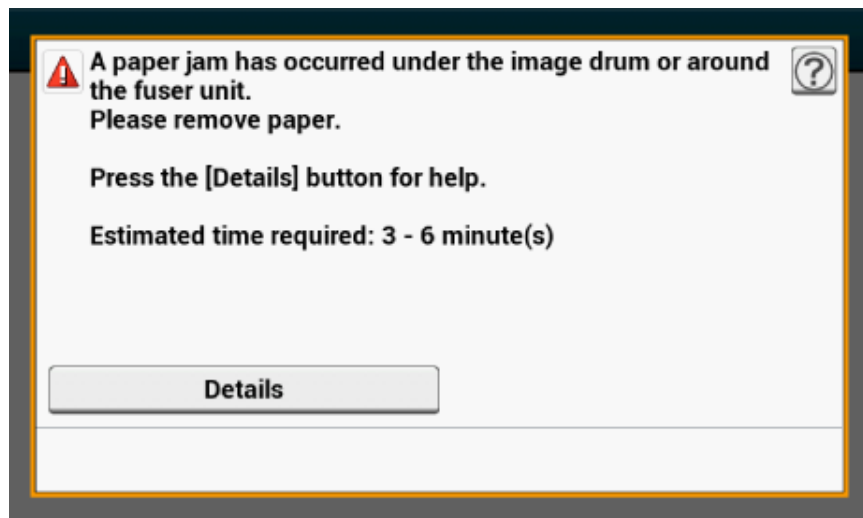 A paper jam has occurred under the image drum or around
the fuser unit.
Please remove paper.
Press the [Details] button for help.
Estimated time required: 3 - 6 minute(s)
Details